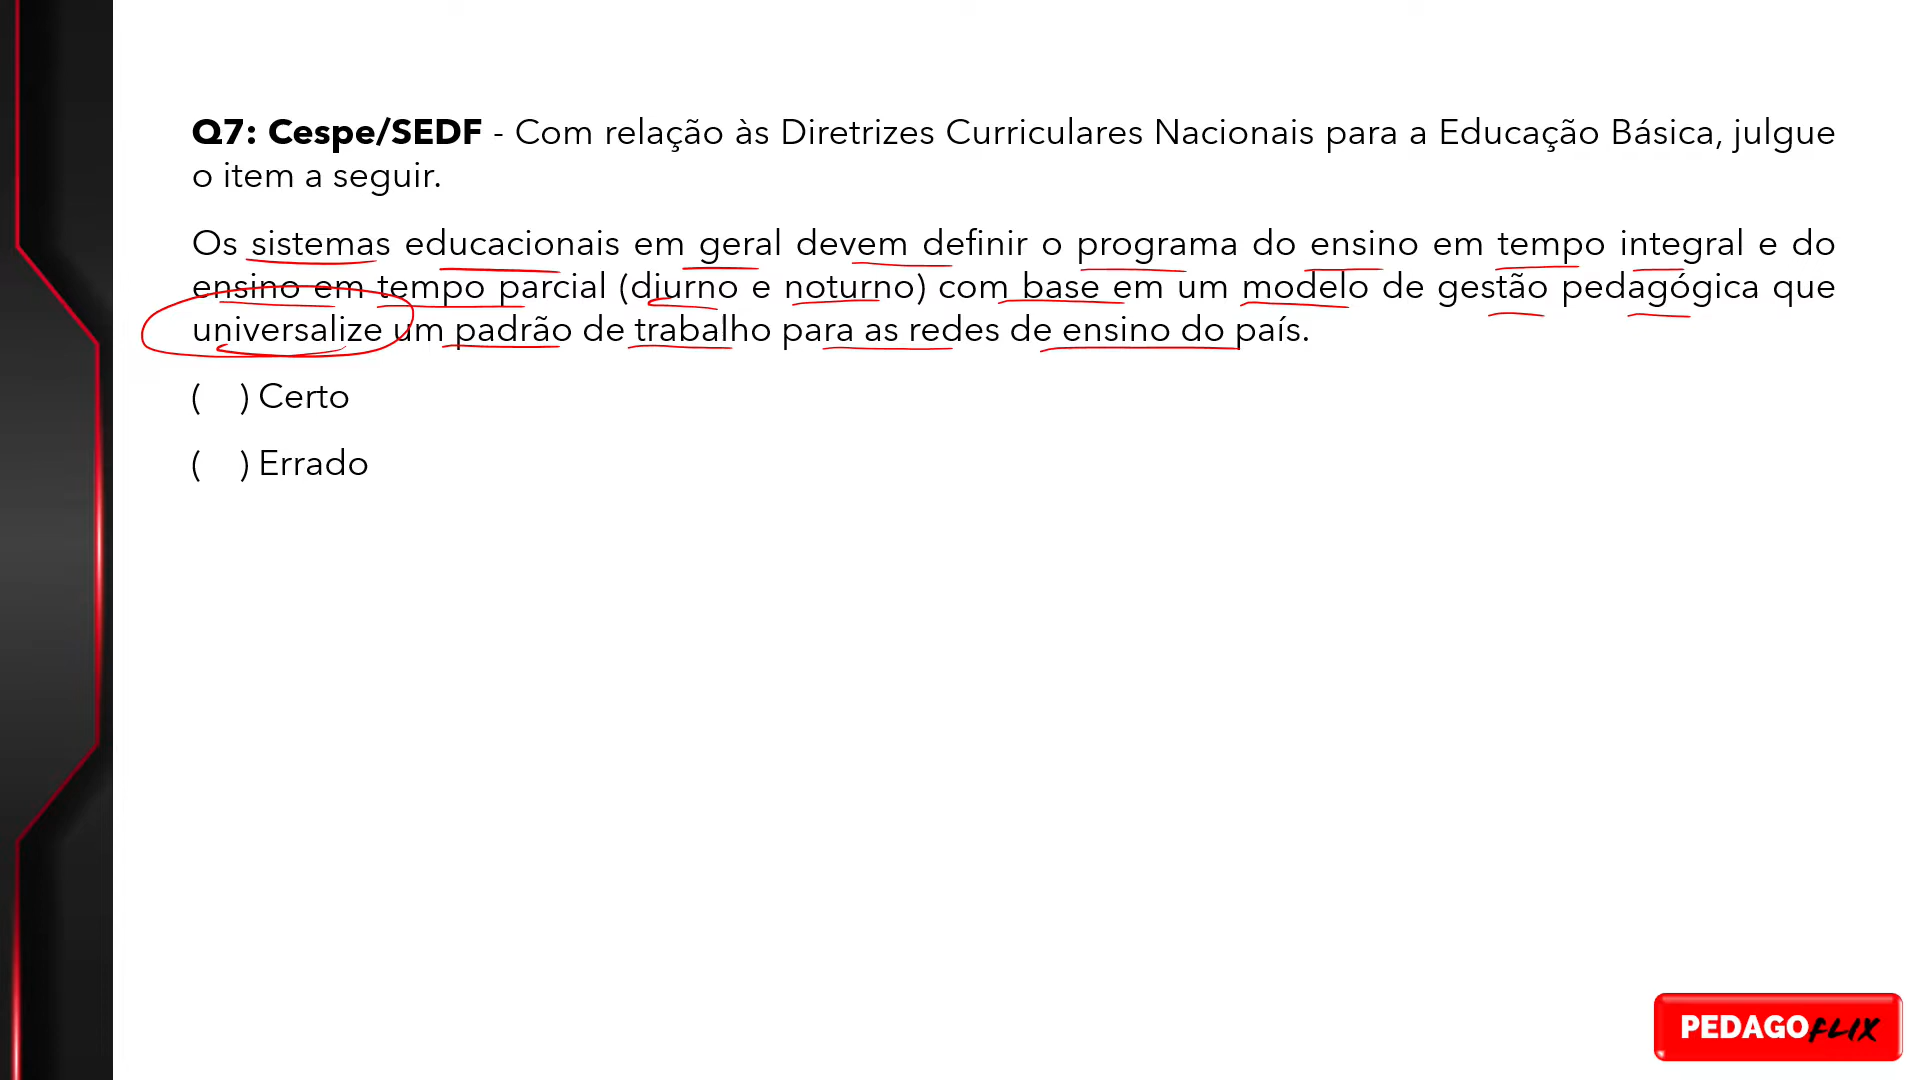 Q7: Cespe/SEDF - Com relação às Diretrizes Curriculares Nacionais para a Educação Básica, julgue
o item a seguir.
Os sistemas educacionais em geral devem definir o programa do ensino em tempo integral e do
ensino em tempo parcial (diurno e noturno) com base em um modelo de gestão pedagógica que
universalize um padrão de trabalho para as redes de ensino do país.
(    ) Certo
(    ) Errado
PEDAGOFLIX